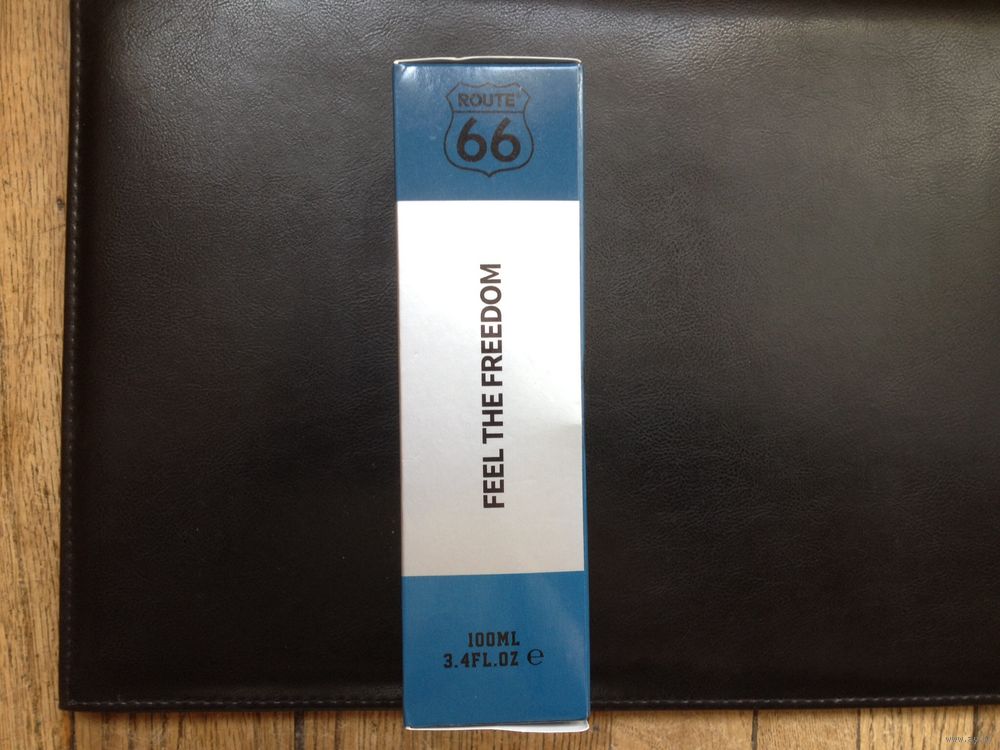 ROUTE
66
FEEL THE FREEDOM
100ML
3.4FL.OZ ℮